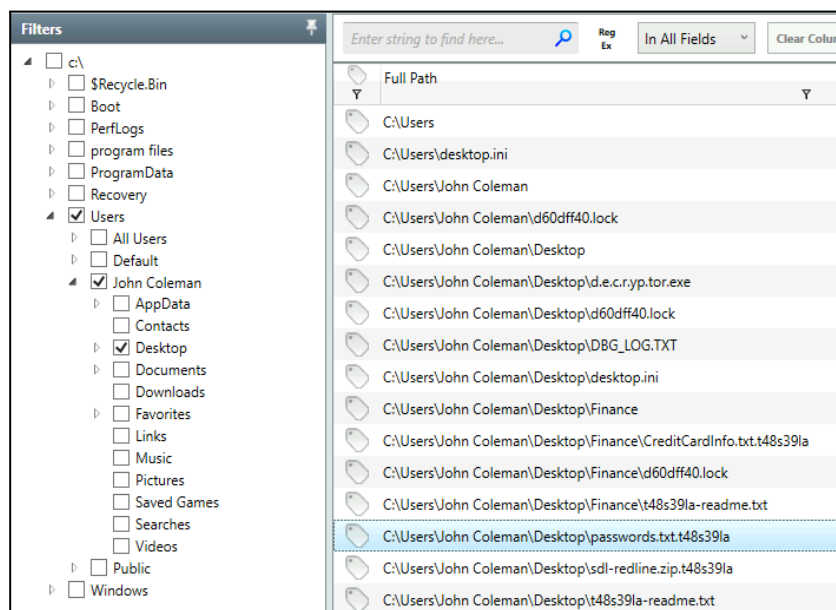 Filters
c:\
$Recycle.Bin
Boot
PerfLogs
program files
ProgramData
Recovery
Users
All Users
Default
John Coleman
AppData
Contacts
Desktop
Documents
Downloads
Favorites
Links
Music
Pictures
Saved Games
Searches
Videos
Public
Windows
Enter string to find here...
Reg
Ex
In All Fields
Clear Colur
Full Path
C:\Users
C:\Users\desktop.ini
C:\Users\John Coleman
C:\Users\John Coleman\d60dff40.lock
C:\Users\John Coleman\Desktop
C:\Users\John Coleman\Desktop\d.e.c.r.yp.tor.exe
C:\Users\John Coleman\Desktop\d60dff40.lock
C:\Users\John Coleman\Desktop\DBG_LOG.TXT
C:\Users\John Coleman\Desktop\desktop.ini
C:\Users\John Coleman\Desktop\Finance
C:\Users\John Coleman\Desktop\Finance\CreditCardInfo.txt.t48s39la
C:\Users\John Coleman\Desktop\Finance\d60dff40.lock
C:\Users\John Coleman\Desktop\Finance\t48s39la-readme.txt
C:\Users\John Coleman\Desktop\passwords.txt.t48s39la
C:\Users\John Coleman\Desktop\sdl-redline.zip.t48s39la
C:\Users\John Coleman\Desktop\t48s39la-readme.txt